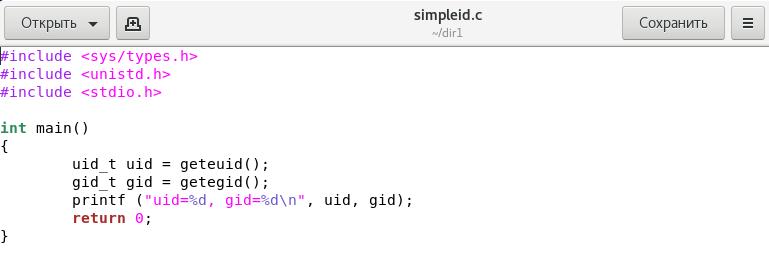 Открыть
simpleid.c
~/dir1
Сохранить
#include <sys/types.h>
#include <unistd.h>
#include <stdio.h>

int main()
{
        uid_t uid = geteuid();
        gid_t gid = getegid();
        printf ("uid=%d, gid=%d\n", uid, gid);
        return 0;
}